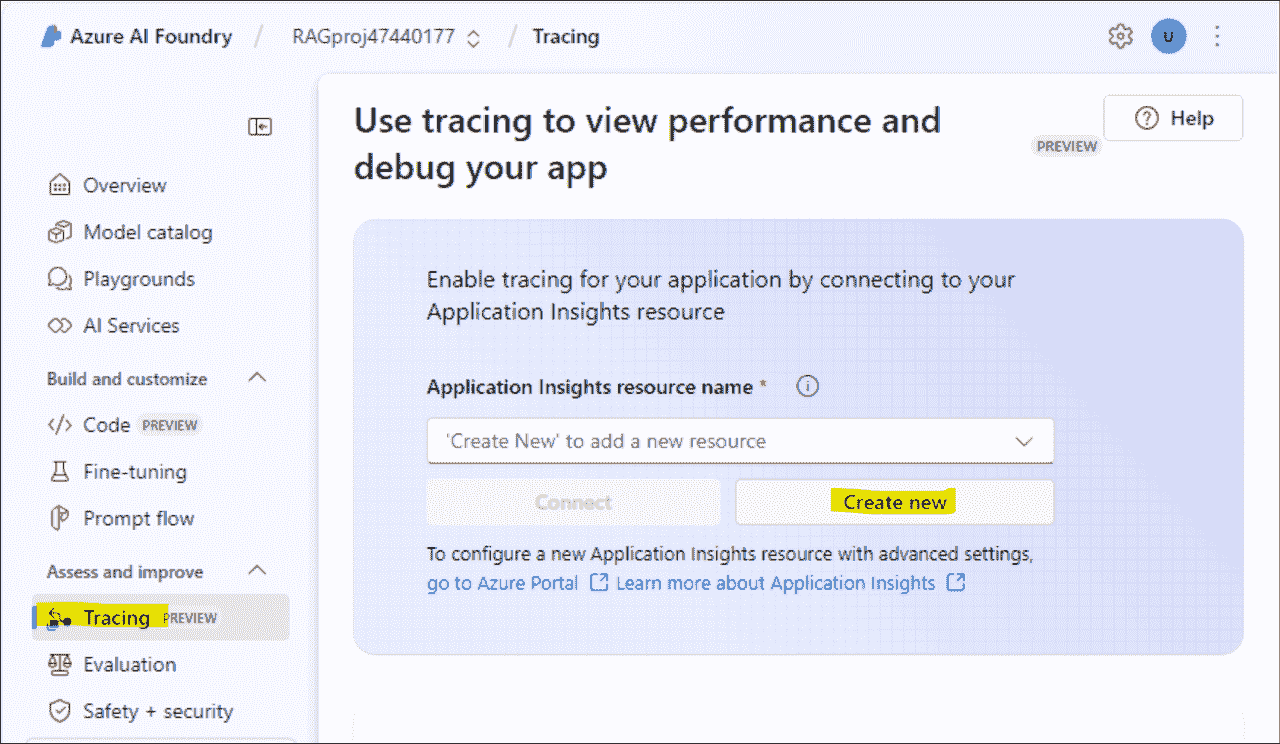 Azure AI Foundry / RAGproj47440177 / Tracing
U
Use tracing to view performance and
debug your app
PREVIEW
Help
Overview
Model catalog
Playgrounds
AI Services
Build and customize
Code PREVIEW
Fine-tuning
Prompt flow
Assess and improve
Tracing PREVIEW
Evaluation
Safety + security
Enable tracing for your application by connecting to your
Application Insights resource
Application Insights resource name *
'Create New' to add a new resource
Connect
Create new
To configure a new Application Insights resource with advanced settings,
go to Azure Portal Learn more about Application Insights